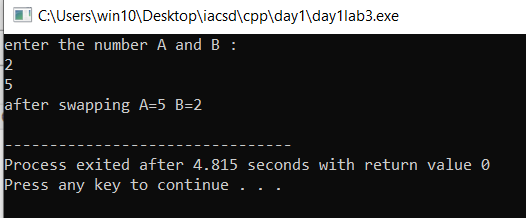 C:\Users\win10\Desktop\iacsd\cpp\day1\day1lab3.exe
enter the number A and B :
2
5
after swapping A=5 B=2
--------------------------------
Process exited after 4.815 seconds with return value 0
Press any key to continue . . .